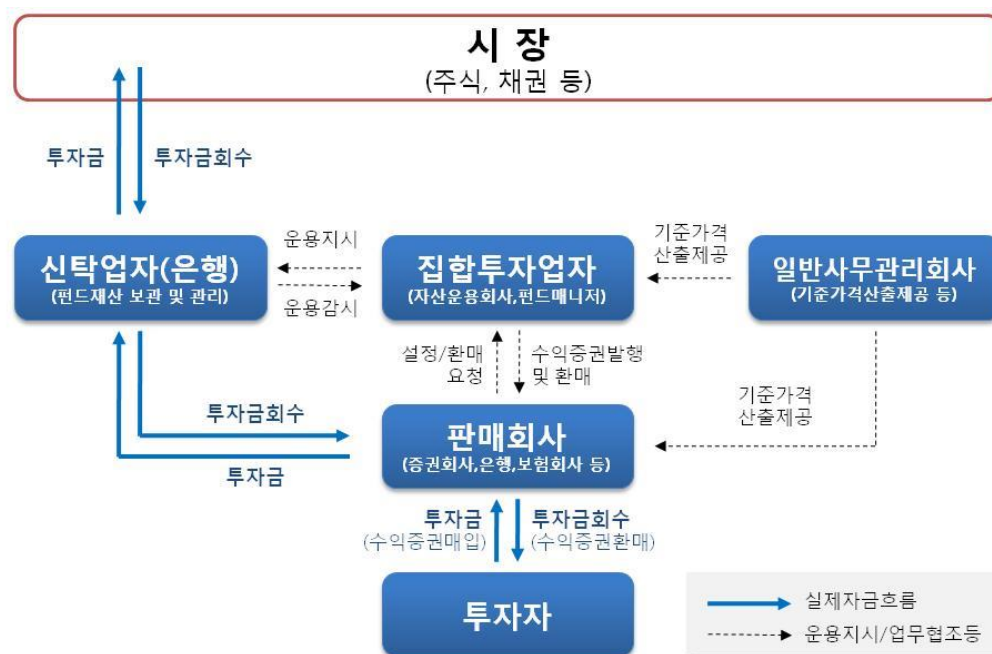 시 장
(주식, 채권 등)
투자금
투자금회수
신탁업자(은행)
(펀드재산 보관 및 관리)
운용지시
운용감시
집합투자업자
(자산운용회사,펀드매니저)
기준가격
산출제공
일반사무관리회사
(기준가격산출제공 등)
설정/환매
요청
수익증권발행
및 환매
기준가격
산출제공
투자금회수
투자금
판매회사
(증권회사,은행,보험회사 등)
투자금
(수익증권매입)
투자금회수
(수익증권환매)
투자자
실제자금흐름
운용지시/업무협조등